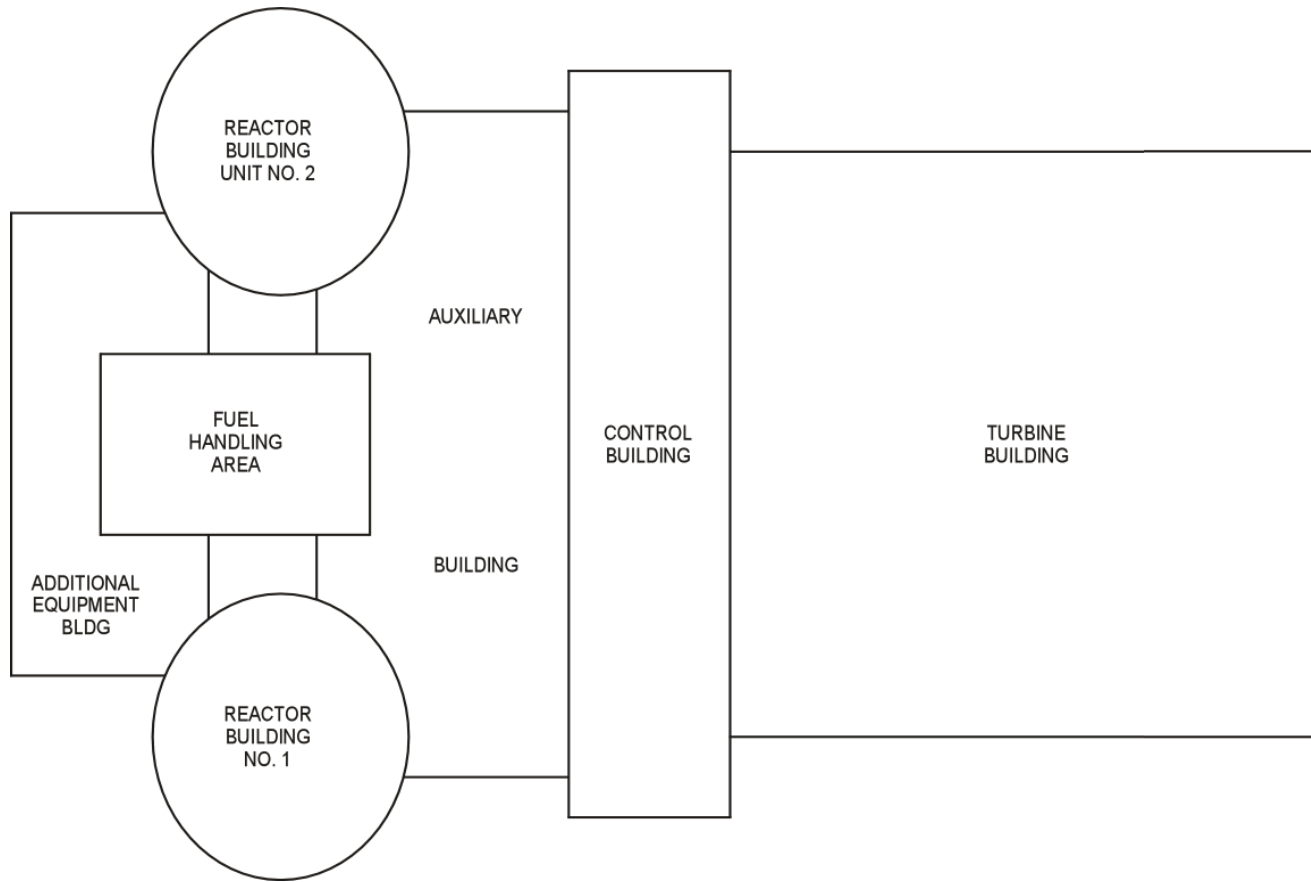 REACTOR
BUILDING
UNIT NO. 2
AUXILIARY
FUEL
HANDLING
AREA
CONTROL
BUILDING
TURBINE
BUILDING
BUILDING
ADDITIONAL
EQUIPMENT
BLDG
REACTOR
BUILDING
NO. 1